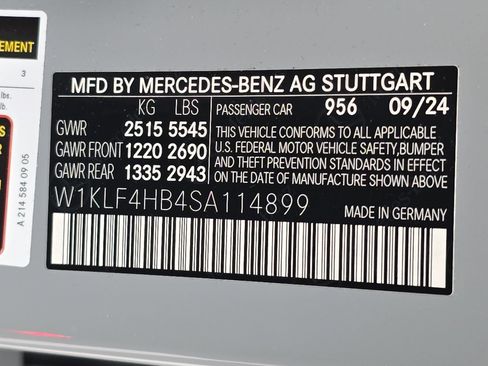 EMENT
3
lbs.
lb.
S
A 214 584 09 05
MFD BY MERCEDES-BENZ AG STUTTGART
KG LBS PASSENGER CAR 956 09/24
GVWR 2515 5545
GAWR FRONT 1220 2690
GAWR REAR 1335 2943
THIS VEHICLE CONFORMS TO ALL APPLICABLE
U.S. FEDERAL MOTOR VEHICLE SAFETY,BUMPER
AND THEFT PREVENTION STANDARDS IN EFFECT
ON THE DATE OF MANUFACTURE SHOWN ABOVE
W1KLF4HB4SA114899
MADE IN GERMANY